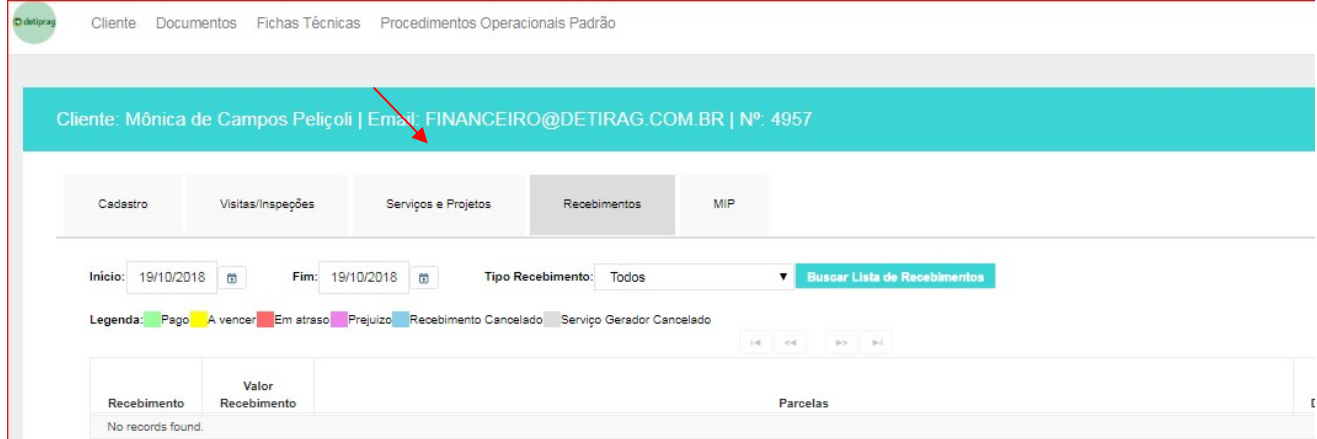 detiprag Cliente Documentos Fichas Técnicas Procedimentos Operacionais Padrão
Cliente: Mônica de Campos Peliçoli | Email: FINANCEIRO@DETIRAG.COM.BR | Nº: 4957
Cadastro Visitas/Inspeções Serviços e Projetos Recebimentos MIP
Início: 19/10/2018 Fim: 19/10/2018 Tipo Recebimento: Todos Buscar Lista de Recebimentos
Legenda: Pago A vencer Em atraso Prejuizo Recebimento Cancelado Serviço Gerador Cancelado
Valor
Recebimento Recebimento Parcelas
No records found.